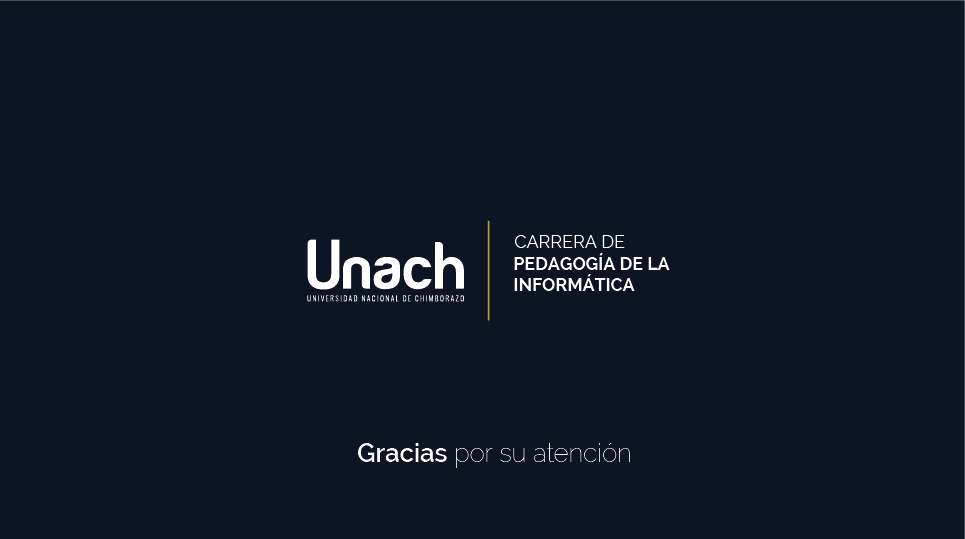 Unach
UNIVERSIDAD NACIONAL DE CHIMBORAZO
CARRERA DE
PEDAGOGÍA DE LA
INFORMÁTICA
Gracias por su atención